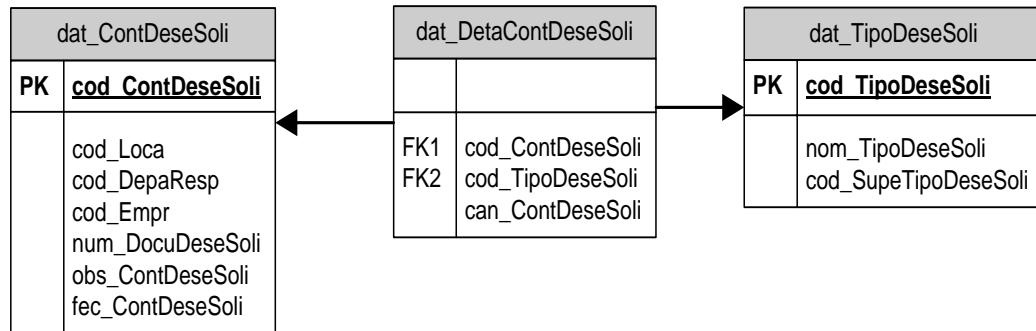 dat_ContDeseSoli
PK cod_ContDeseSoli
cod_Loca
cod_DepaResp
cod_Empr
num_DocuDeseSoli
obs_ContDeseSoli
fec_ContDeseSoli
dat_DetaContDeseSoli
FK1 cod_ContDeseSoli
FK2 cod_TipoDeseSoli
can_ContDeseSoli
dat_TipoDeseSoli
PK cod_TipoDeseSoli
nom_TipoDeseSoli
cod_SupeTipoDeseSoli